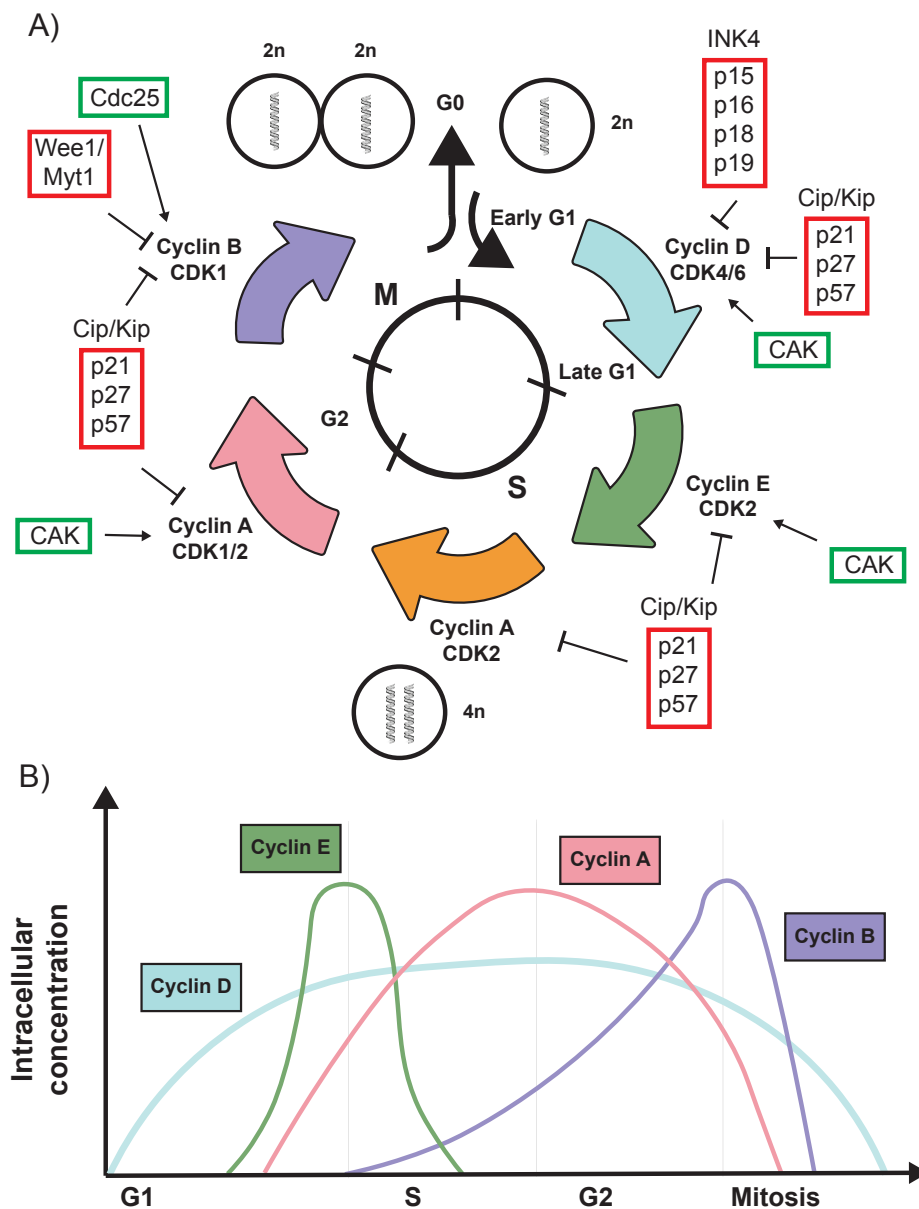 A)
2n
2n
G0
2n
INK4
p15
p16
p18
p19
Cdc25
Wee1/
Myt1
Cyclin B
CDK1
Early G1
Cyclin D
CDK4/6
Cip/Kip
p21
p27
p57
CAK
M
Late G1
Cip/Kip
p21
p27
p57
G2
S
Cyclin E
CDK2
CAK
CAK
Cyclin A
CDK1/2
Cyclin A
CDK2
Cip/Kip
p21
p27
p57
4n
B)
Cyclin E
Cyclin A
Cyclin B
Cyclin D
Intracellular
concentration
G1
S
G2
Mitosis